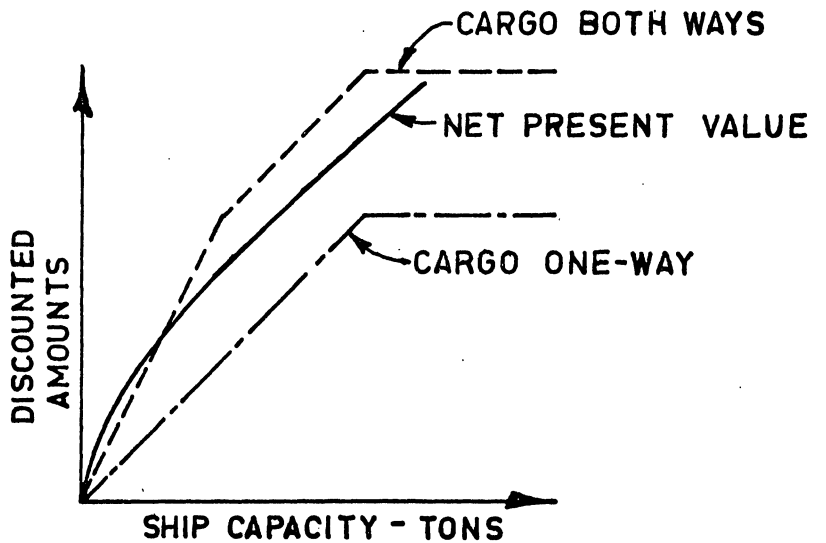 CARGO BOTH WAYS
NET PRESENT VALUE
CARGO ONE-WAY
DISCOUNTED
AMOUNTS
SHIP CAPACITY - TONS